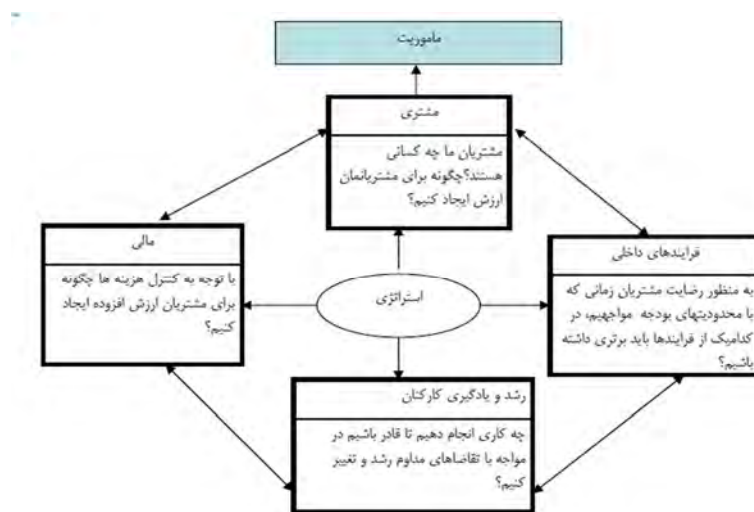 ماموریت
مشتری
مشتریان ما چه کسانی
هستند؟چگونه برای مشتریانمان
ارزش ایجاد کنیم؟
مالی
با توجه به کنترل هزینه ها چگونه
برای مشتریان ارزش افزوده ایجاد
کنیم؟
استراتژی
فرایندهای داخلی
به منظور رضایت مشتریان زمانی که
با محدودیتهای بودجه مواجهیم، در
کدامیک از فرایندها باید برتری داشته
باشیم؟
رشد و یادگیری کارکنان
چه کاری انجام دهیم تا قادر باشیم در
مواجه با تقاضاهای مداوم رشد و تغییر
کنیم؟